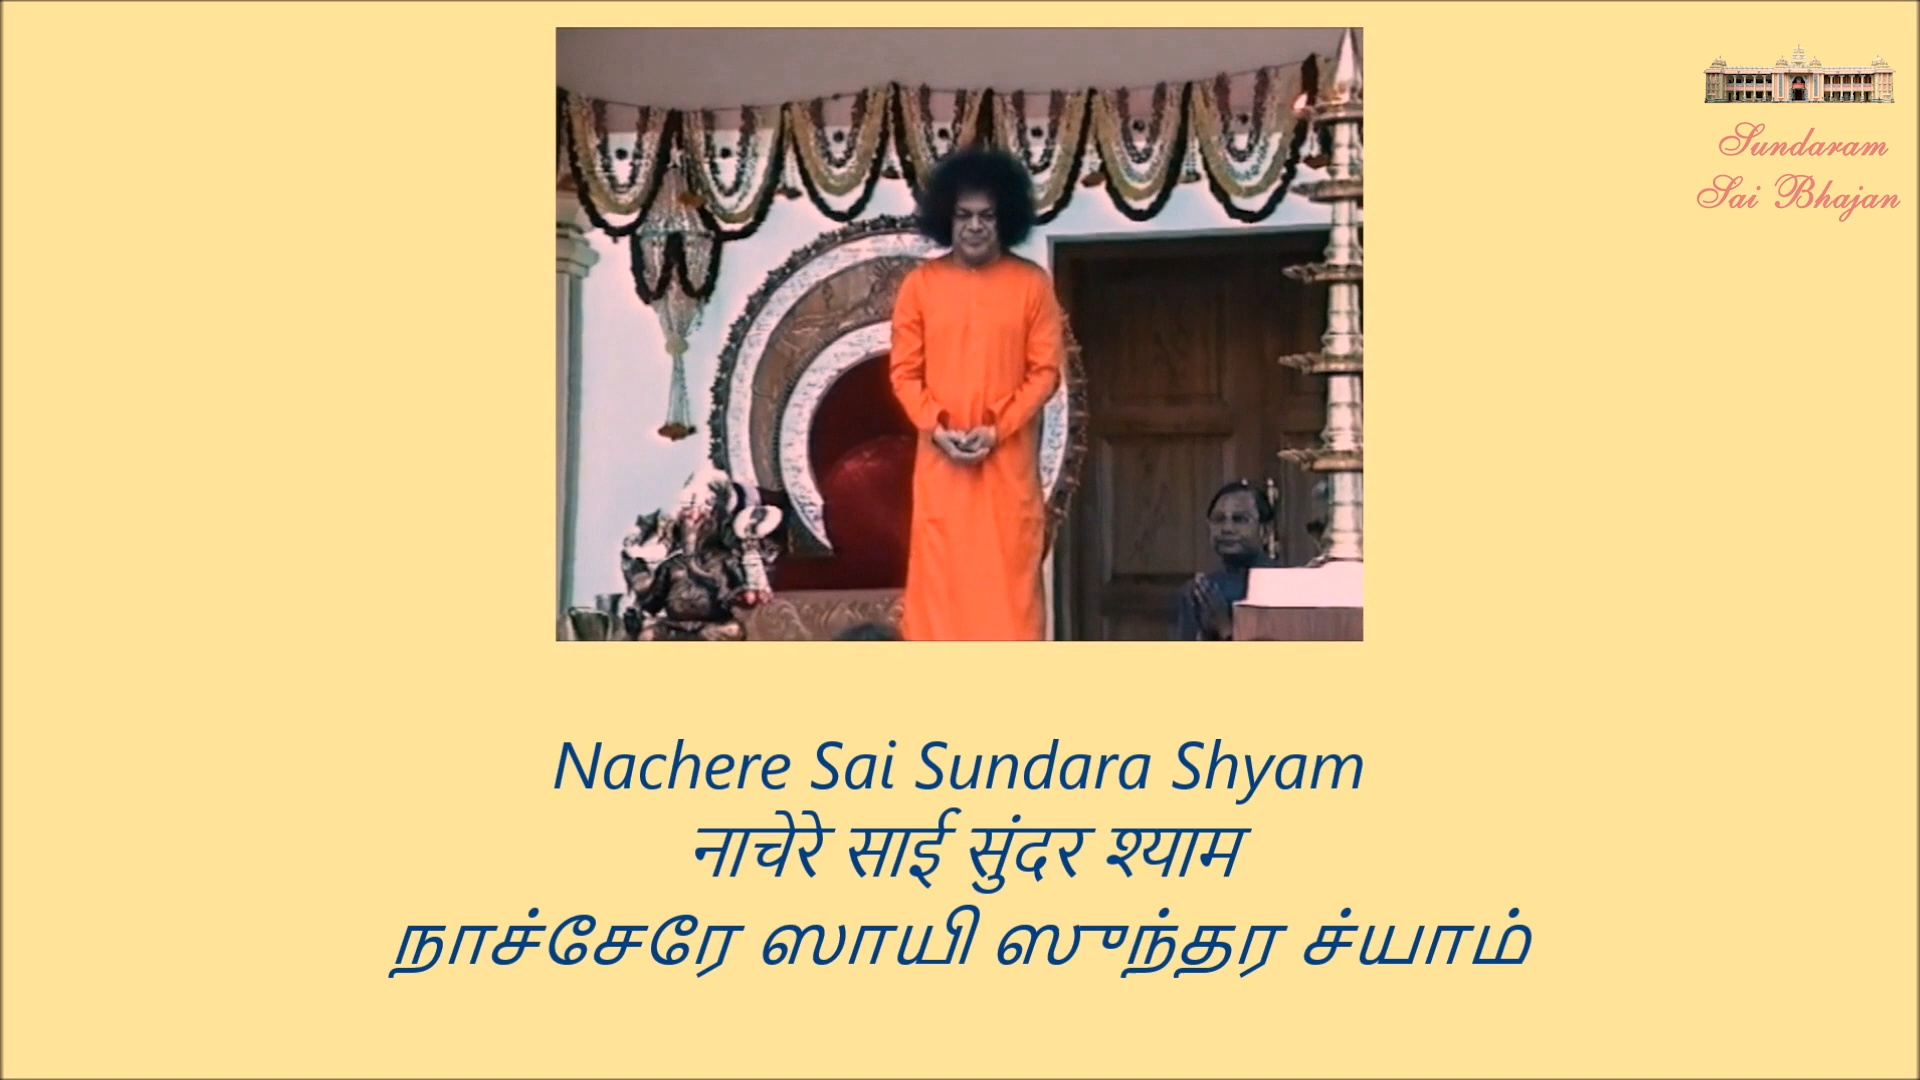 Sundaram
Sai Bhajan
Nachere Sai Sundara Shyam
नाचेरे साई सुंदर श्याम
நாச்சேரே ஸாயி ஸுந்தர ச்யாம்